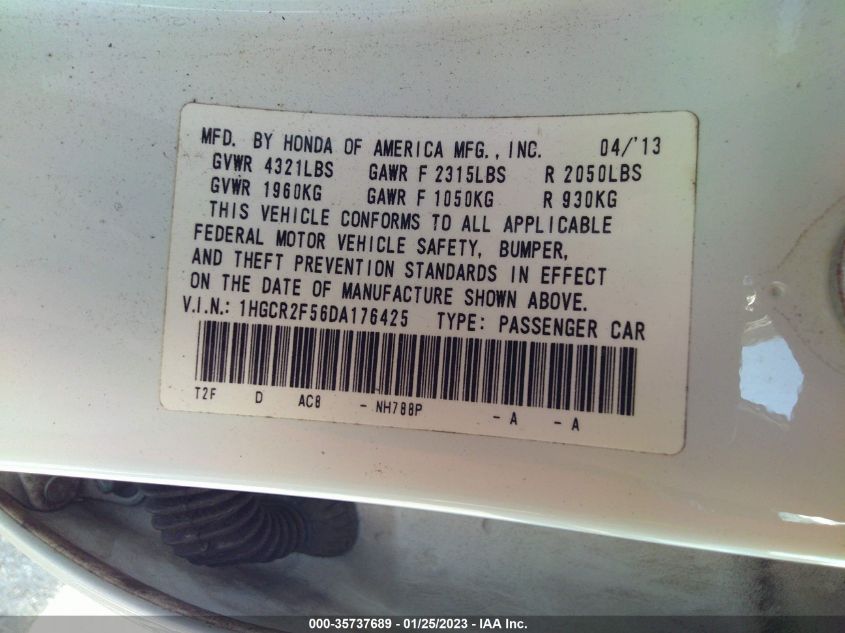 MFD. BY HONDA OF AMERICA MFG., INC. 04/'13
GVWR 4321LBS GAWR F 2315LBS R 2050LBS
GVWR 1960KG GAWR F 1050KG R 930KG
THIS VEHICLE CONFORMS TO ALL APPLICABLE
FEDERAL MOTOR VEHICLE SAFETY, BUMPER,
AND THEFT PREVENTION STANDARDS IN EFFECT
ON THE DATE OF MANUFACTURE SHOWN ABOVE.
V.I.N.: 1HGCR2F56DA176425 TYPE: PASSENGER CAR
T2F D AC8 - NH788P - A - A
000-35737689 - 01/25/2023 - IAA Inc.